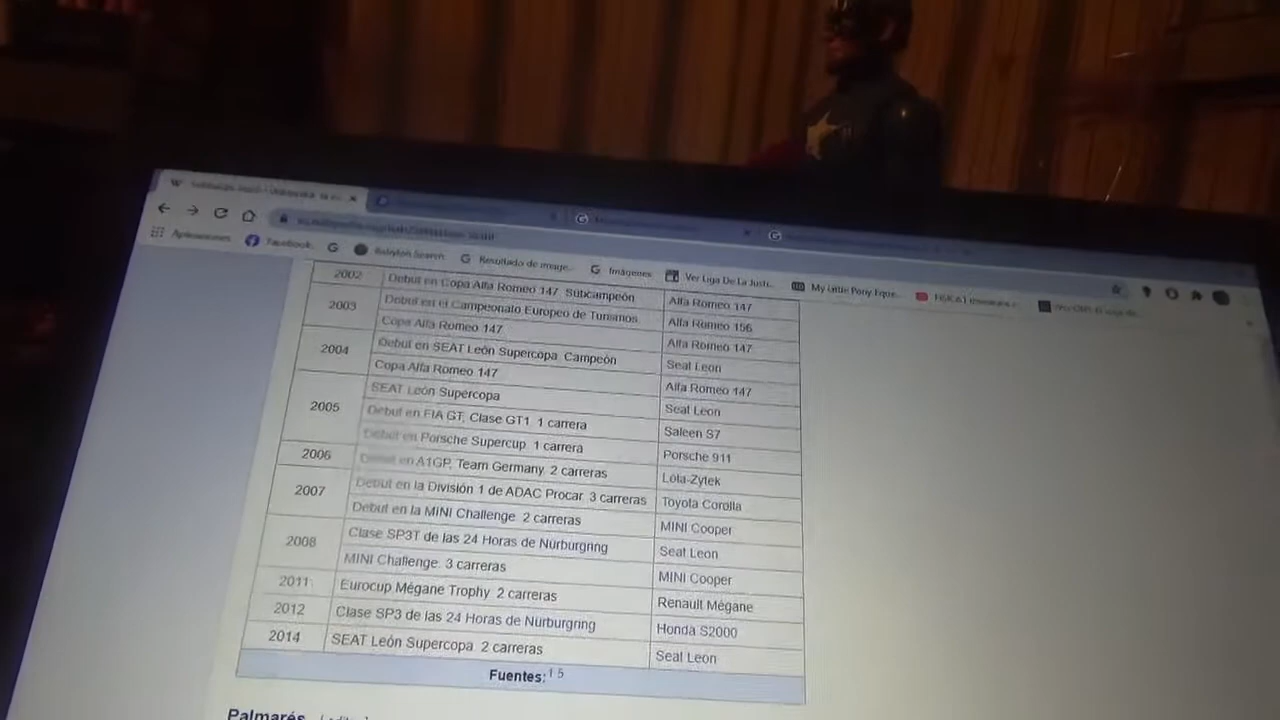 Aplicaciones
Facebook
Babylon Search
Resultado de image...
Imágenes
Ver Liga De La Justi...
My Little Pony Eque...
2002 Debut en Copa Alfa Romeo 147. Subcampeón Alfa Romeo 147
2003 Debut en el Campeonato Europeo de Turismos Alfa Romeo 156
Copa Alfa Romeo 147 Alfa Romeo 147
2004 Debut en SEAT León Supercopa. Campeón Seat Leon
Copa Alfa Romeo 147 Alfa Romeo 147
2005 SEAT León Supercopa Seat Leon
Debut en FIA GT, Clase GT1. 1 carrera Saleen S7
Debut en Porsche Supercup. 1 carrera Porsche 911
2006 Debut en A1GP, Team Germany. 2 carreras Lola-Zytek
2007 Debut en la División 1 de ADAC Procar. 3 carreras Toyota Corolla
Debut en la MINI Challenge. 2 carreras MINI Cooper
2008 Clase SP3T de las 24 Horas de Nürburgring Seat Leon
MINI Challenge. 3 carreras MINI Cooper
2011 Eurocup Mégane Trophy. 2 carreras Renault Mégane
2012 Clase SP3 de las 24 Horas de Nürburgring Honda S2000
2014 SEAT León Supercopa. 2 carreras Seat Leon
Fuentes:1 5
Palmarés